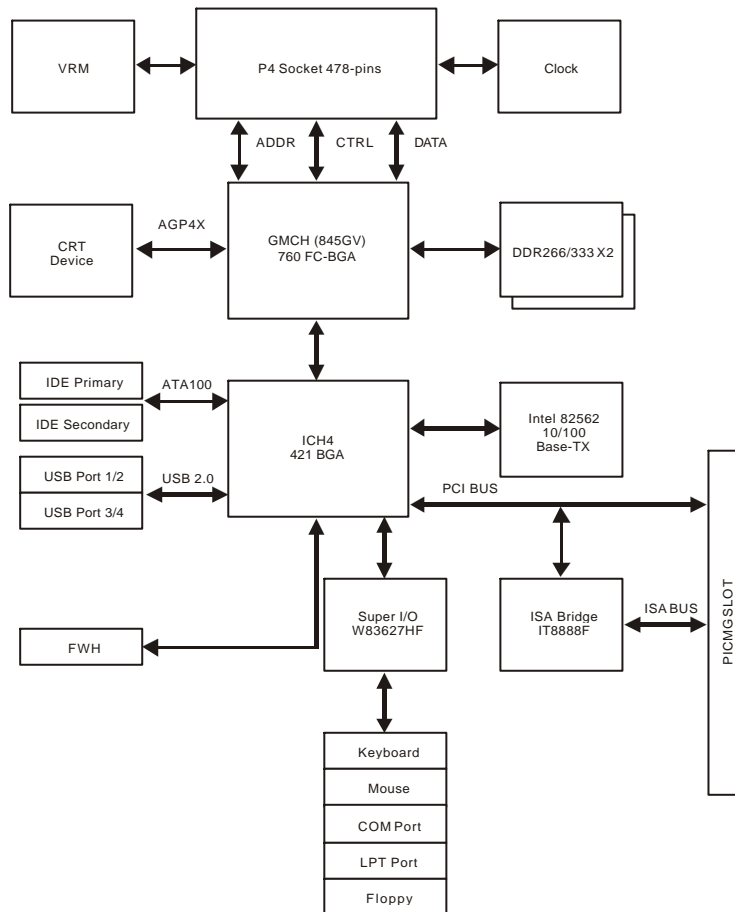 VRM
P4 Socket 478-pins
Clock
ADDR
CTRL
DATA
CRT
Device
AGP4X
GMCH (845GV)
760 FC-BGA
DDR266/333 X2
IDE Primary
IDE Secondary
ATA100
ICH4
421 BGA
Intel 82562
10/100
Base-TX
USB Port 1/2
USB Port 3/4
USB 2.0
PCI BUS
FWH
Super I/O
W83627HF
ISA Bridge
IT8888F
ISA BUS
PICMG SLOT
Keyboard
Mouse
COM Port
LPT Port
Floppy